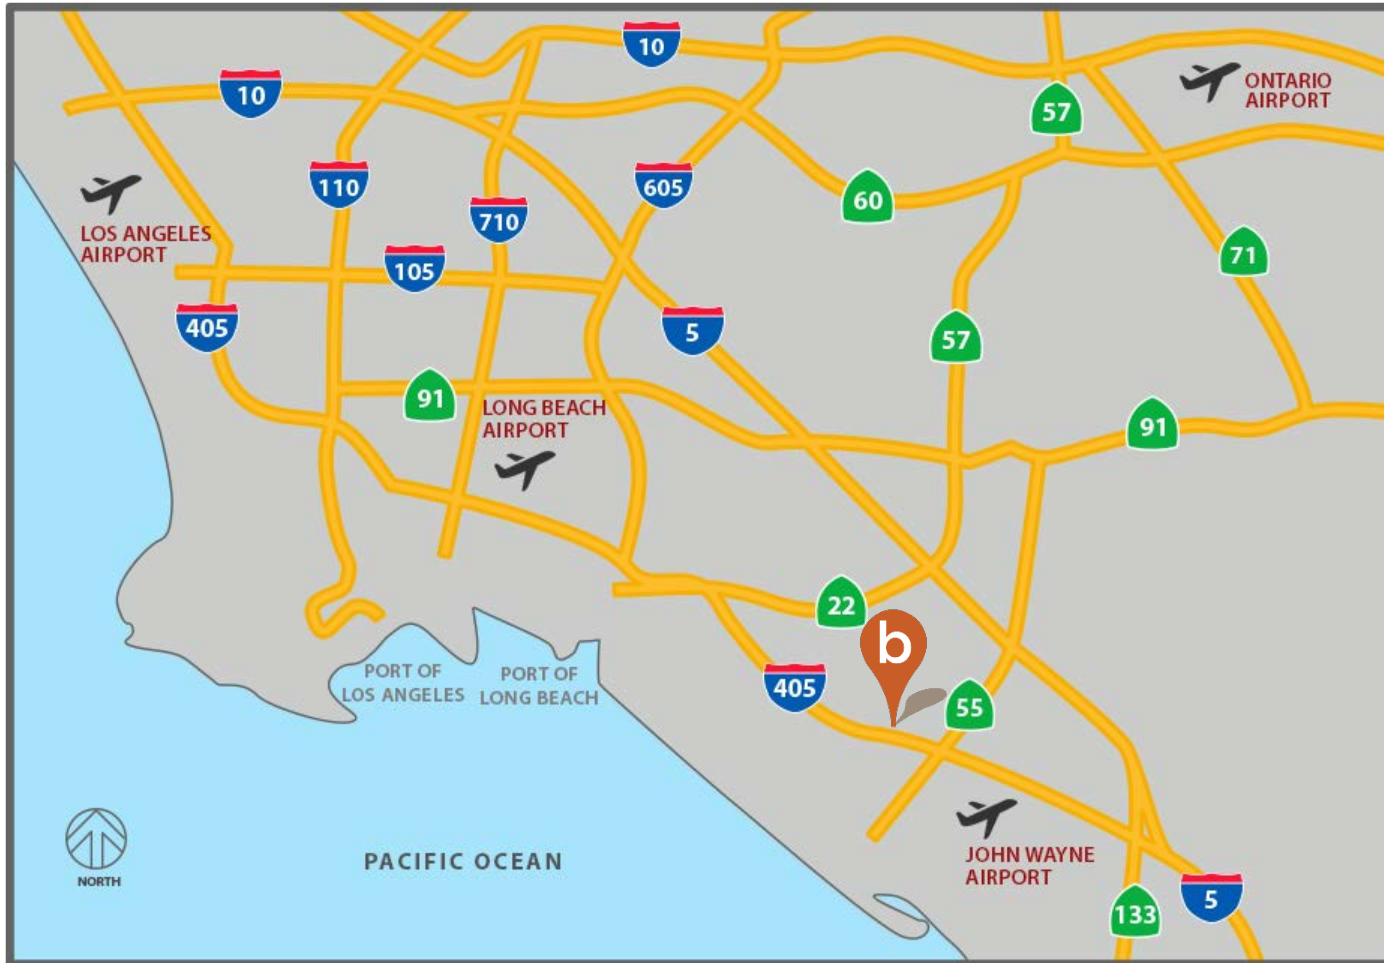 10
10
ONTARIO
AIRPORT
57
110
605
60
LOS ANGELES
AIRPORT
710
71
105
405
5
57
91
LONG BEACH
AIRPORT
91
22
b
PORT OF
LOS ANGELES
PORT OF
LONG BEACH
405
55
PACIFIC OCEAN
NORTH
JOHN WAYNE
AIRPORT
5
133